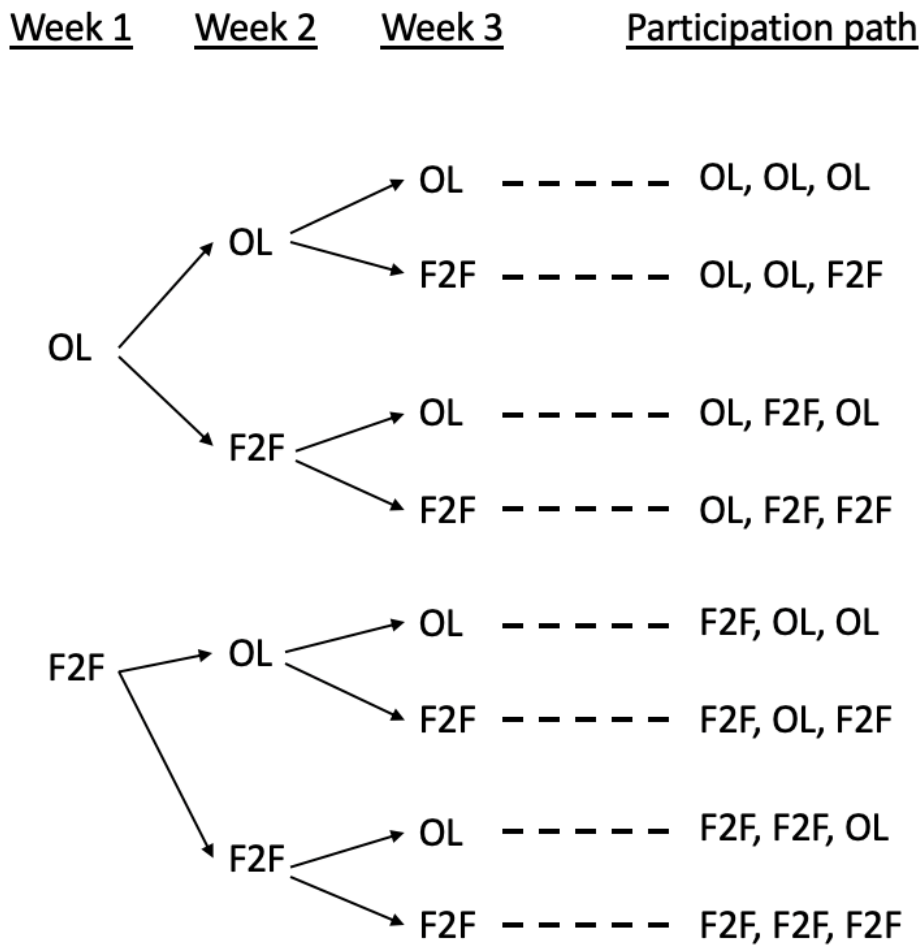 Week 1 Week 2 Week 3 Participation path
OL OL, OL, OL
OL
F2F OL, OL, F2F
OL
OL OL, F2F, OL
F2F
F2F OL, F2F, F2F
OL F2F, OL, OL
F2F OL
F2F F2F, OL, F2F
OL F2F, F2F, OL
F2F
F2F F2F, F2F, F2F